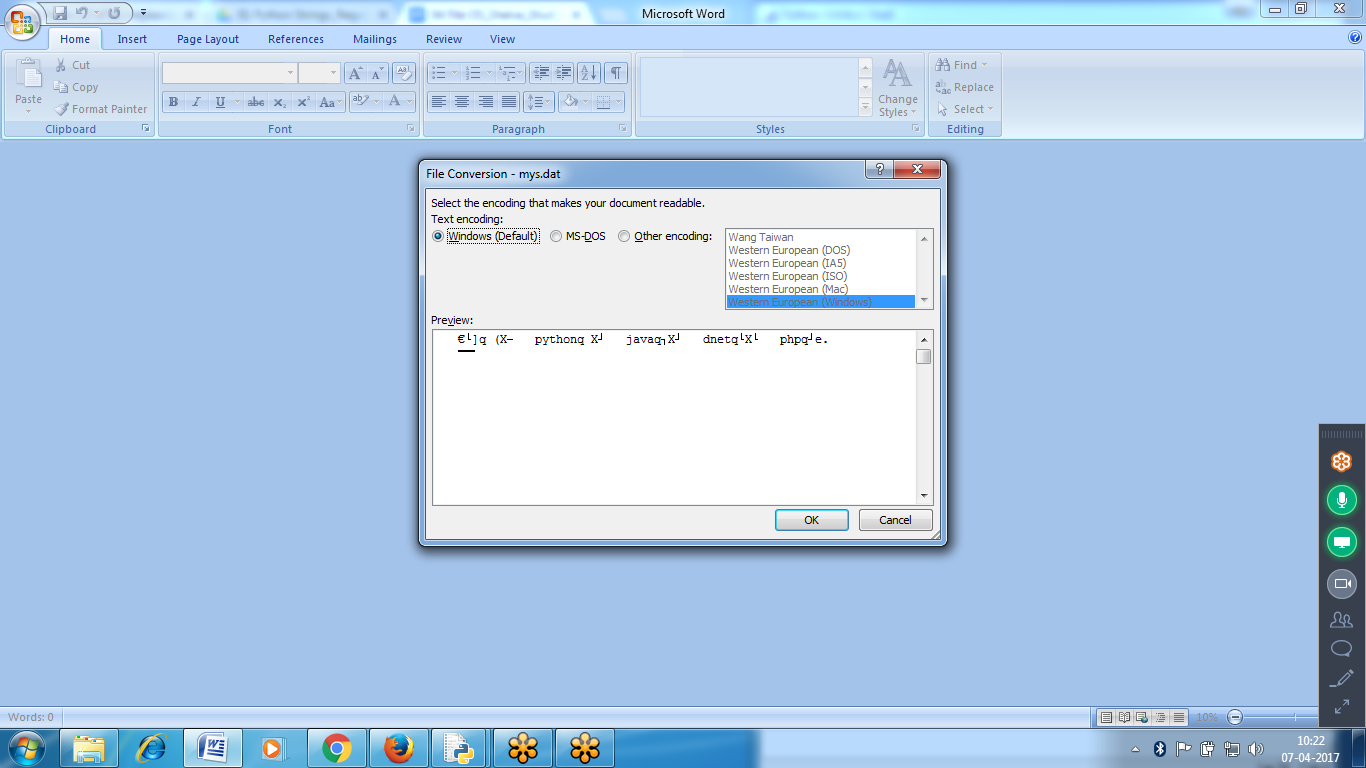 Microsoft Word
Home Insert Page Layout References Mailings Review View
Paste
Cut
Copy
Format Painter
Clipboard
Font
Paragraph
Styles
Change Styles
Find
Replace
Select
Editing
File Conversion - mys.dat
Select the encoding that makes your document readable.
Text encoding:
Windows (Default) MS-DOS Other encoding:
Wang Taiwan
Western European (DOS)
Western European (IA5)
Western European (ISO)
Western European (Mac)
Western European (Windows)
Preview:
€└]q (X─ pythonq X┘ javaq┐X┘ dnetq└X└ phpq┘e.
OK Cancel
Words: 0
10%
10:22
07-04-2017